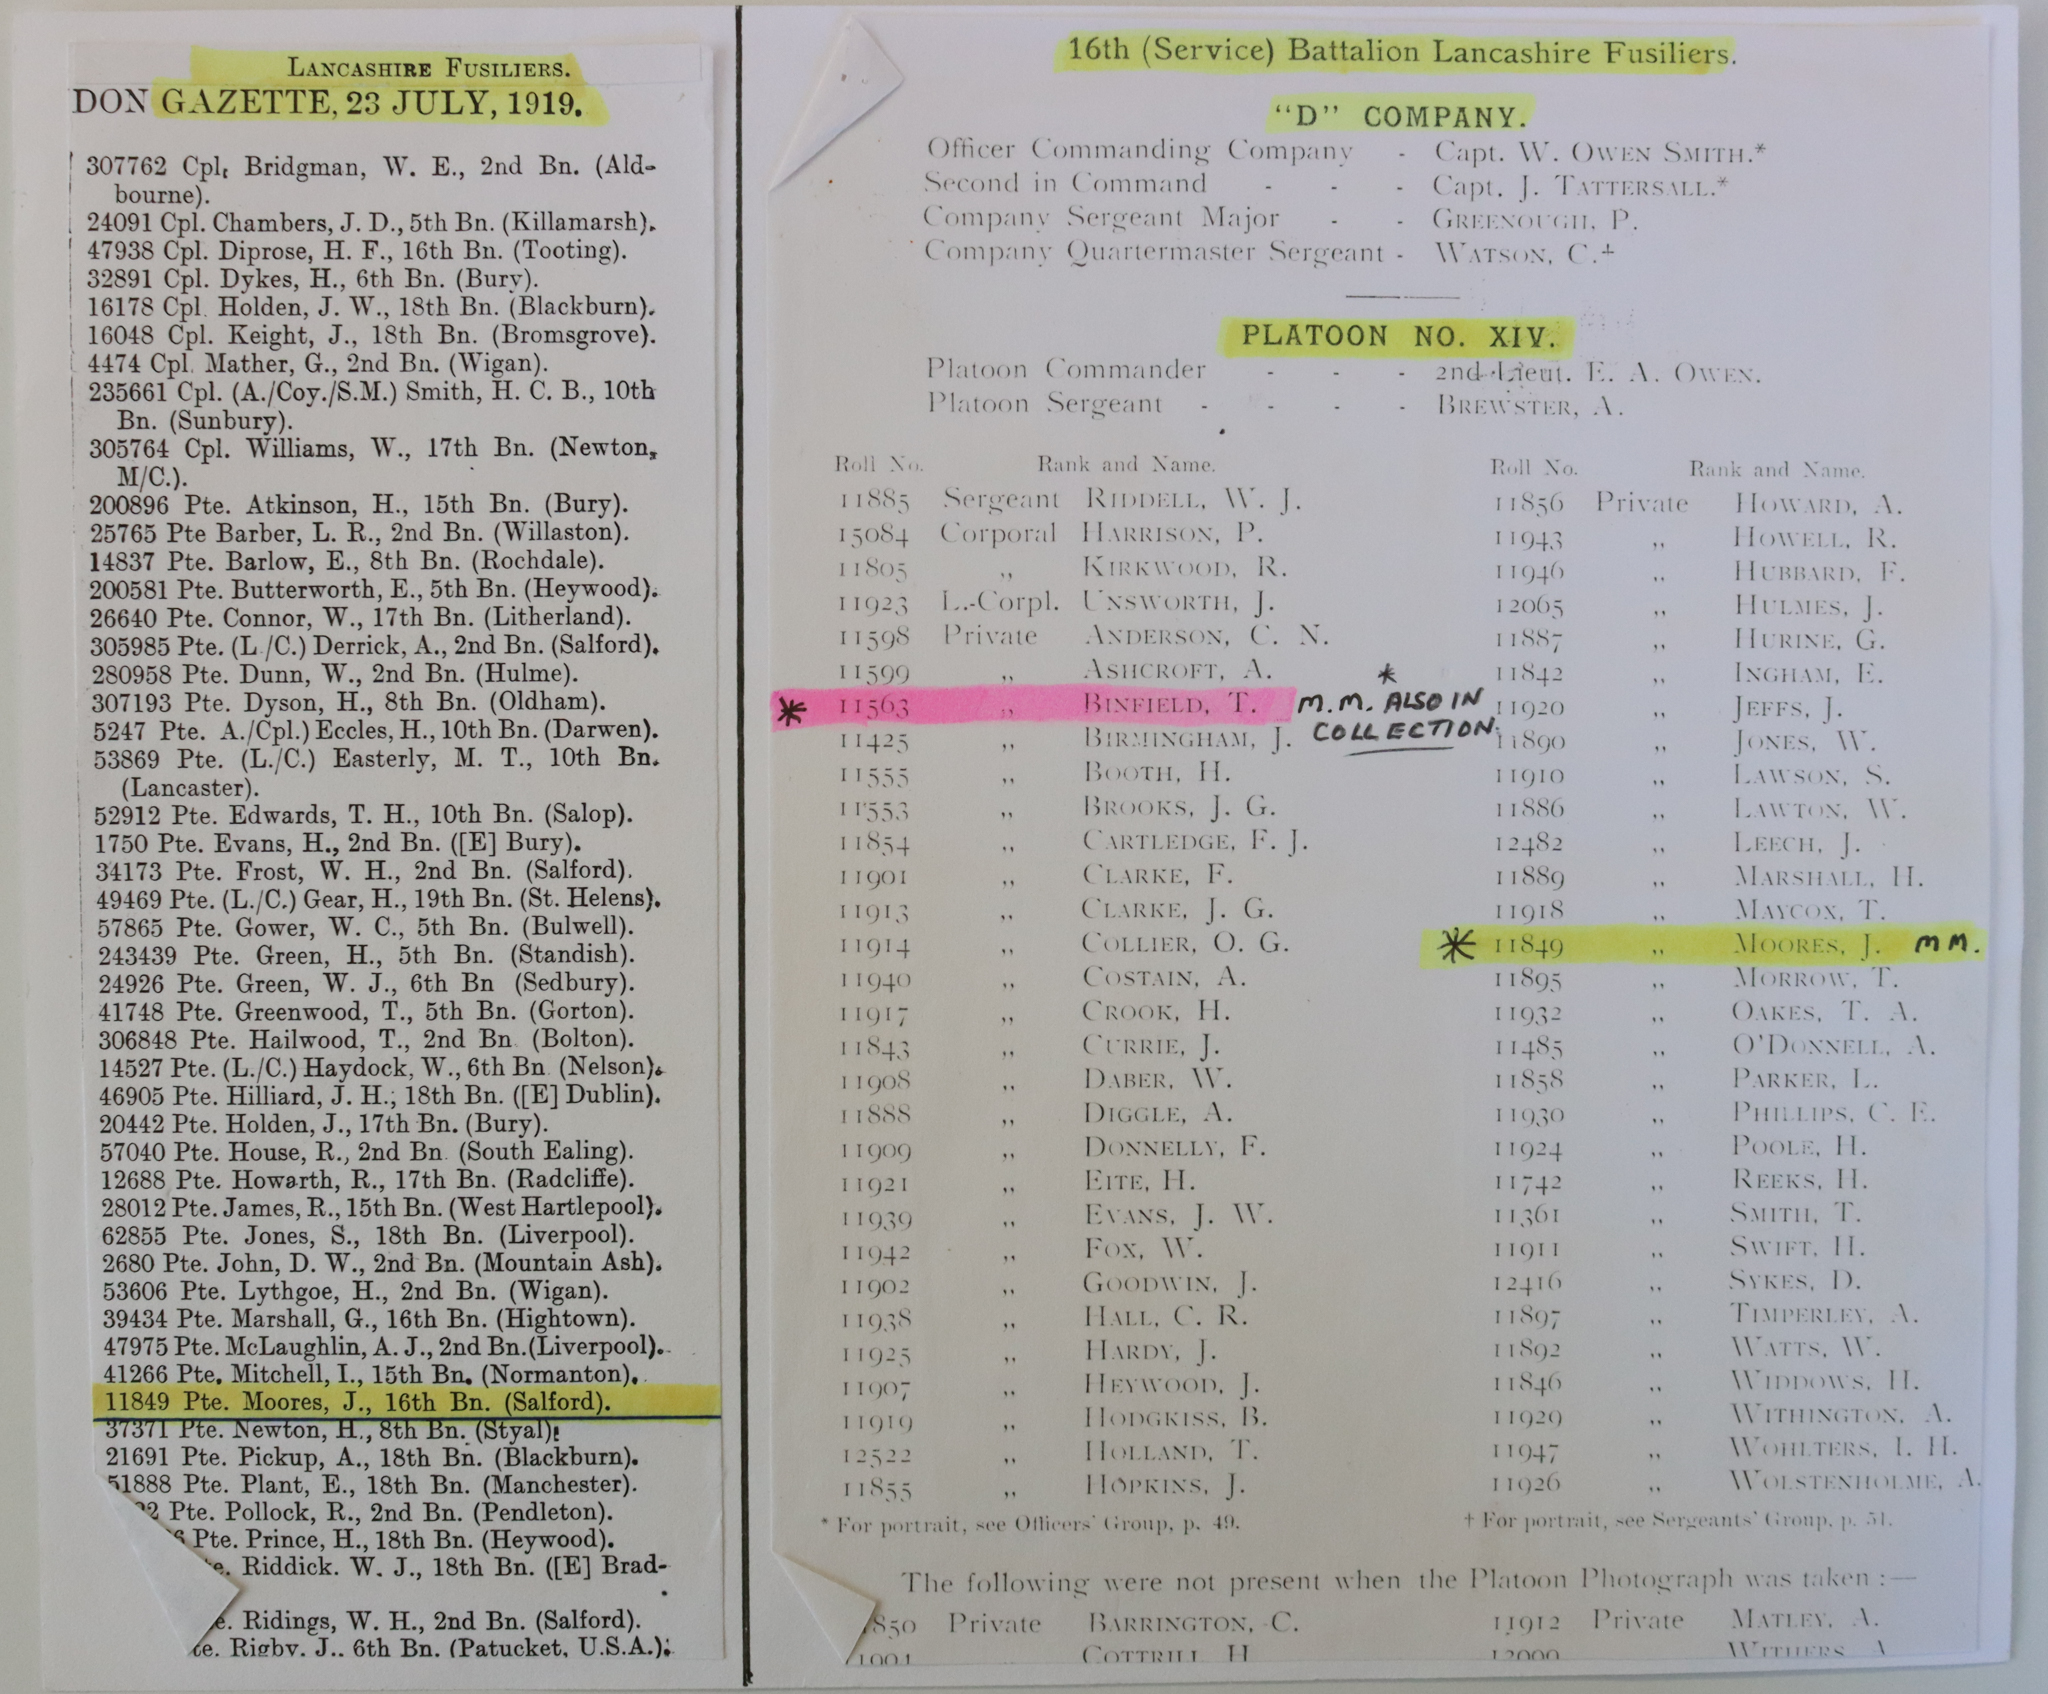 LANCASHIRE FUSILIERS.
DON GAZETTE, 23 JULY, 1919.
307762 Cpl. Bridgman, W. E., 2nd Bn. (Ald-
bourne).
24091 Cpl. Chambers, J. D., 5th Bn. (Killamarsh).
47938 Cpl. Diprose, H. F., 16th Bn. (Tooting).
32891 Cpl. Dykes, H., 6th Bn. (Bury).
16178 Cpl. Holden, J. W., 18th Bn. (Blackburn).
16048 Cpl. Keight, J., 18th Bn. (Bromsgrove).
4474 Cpl. Mather, G., 2nd Bn. (Wigan).
235661 Cpl. (A./Coy./S.M.) Smith, H. C. B., 10th
Bn. (Sunbury).
305764 Cpl. Williams, W., 17th Bn. (Newton,
M/C.).
200896 Pte. Atkinson, H., 15th Bn. (Bury).
25765 Pte Barber, L. R., 2nd Bn. (Willaston).
14837 Pte. Barlow, E., 8th Bn. (Rochdale).
200581 Pte. Butterworth, E., 5th Bn. (Heywood).
26640 Pte. Connor, W., 17th Bn. (Litherland).
305985 Pte. (L./C.) Derrick, A., 2nd Bn. (Salford).
280958 Pte. Dunn, W., 2nd Bn. (Hulme).
307193 Pte. Dyson, H., 8th Bn. (Oldham).
5247 Pte. A./Cpl.) Eccles, H., 10th Bn. (Darwen).
53869 Pte. (L./C.) Easterly, M. T., 10th Bn.
(Lancaster).
52912 Pte. Edwards, T. H., 10th Bn. (Salop).
1750 Pte. Evans, H., 2nd Bn. ([E] Bury).
34173 Pte. Frost, W. H., 2nd Bn. (Salford).
49469 Pte. (L./C.) Gear, H., 19th Bn. (St. Helens).
57865 Pte. Gower, W. C., 5th Bn. (Bulwell).
243439 Pte. Green, H., 5th Bn. (Standish).
24926 Pte. Green, W. J., 6th Bn (Sedbury).
41748 Pte. Greenwood, T., 5th Bn. (Gorton).
306848 Pte. Hailwood, T., 2nd Bn. (Bolton).
14527 Pte. (L./C.) Haydock, W., 6th Bn (Nelson).
46905 Pte. Hilliard, J. H.; 18th Bn. ([E] Dublin).
20442 Pte. Holden, J., 17th Bn. (Bury).
57040 Pte. House, R., 2nd Bn. (South Ealing).
12688 Pte. Howarth, R., 17th Bn. (Radcliffe).
28012 Pte. James, R., 15th Bn. (West Hartlepool).
62855 Pte. Jones, S., 18th Bn. (Liverpool).
2680 Pte. John, D. W., 2nd Bn. (Mountain Ash).
53606 Pte. Lythgoe, H., 2nd Bn. (Wigan).
39434 Pte. Marshall, G., 16th Bn. (Hightown).
47975 Pte. McLaughlin, A. J., 2nd Bn. (Liverpool).
41266 Pte. Mitchell, I., 15th Bn. (Normanton).
11849 Pte. Moores, J., 16th Bn. (Salford).
37371 Pte. Newton, H., 8th Bn. (Styal).
21691 Pte. Pickup, A., 18th Bn. (Blackburn).
51888 Pte. Plant, E., 18th Bn. (Manchester).
Pte. Pollock, R., 2nd Bn. (Pendleton).
Pte. Prince, H., 18th Bn. (Heywood).
Riddick. W. J., 18th Bn. ([E] Brad-
Ridings, W. H., 2nd Bn. (Salford).
Rigby. J.. 6th Bn. (Patucket, U.S.A.).
16th (Service) Battalion Lancashire Fusiliers.
"D" COMPANY.
Officer Commanding Company - Capt. W. OWEN SMITH.*
Second in Command - - - Capt. J. TATTERSALL.*
Company Sergeant Major - - GREENOUGH, P.
Company Quartermaster Sergeant - WATSON, C.†
PLATOON NO. XIV.
Platoon Commander - - - 2nd Lieut. E. A. OWEN.
Platoon Sergeant - - - - BREWSTER, A.
Roll No. Rank and Name.
11885 Sergeant RIDDELL, W. J.
15084 Corporal HARRISON, P.
11805 ,, KIRKWOOD, R.
11923 L.-Corpl. UNSWORTH, J.
11598 Private ANDERSON, C. N.
11599 ,, ASHCROFT, A.
* 11563 ,, BINFIELD, T. M.M. * ALSO IN
COLLECTION.
11425 ,, BIRMINGHAM, J.
11555 ,, BOOTH, H.
11553 ,, BROOKS, J. G.
11854 ,, CARTLEDGE, F. J.
11901 ,, CLARKE, F.
11913 ,, CLARKE, J. G.
11914 ,, COLLIER, O. G.
11940 ,, COSTAIN, A.
11917 ,, CROOK, H.
11843 ,, CURRIE, J.
11908 ,, DABER, W.
11888 ,, DIGGLE, A.
11909 ,, DONNELLY, F.
11921 ,, EITE, H.
11939 ,, EVANS, J. W.
11942 ,, FOX, W.
11902 ,, GOODWIN, J.
11938 ,, HALL, C. R.
11925 ,, HARDY, J.
11907 ,, HEYWOOD, J.
11919 ,, HODGKISS, B.
12522 ,, HOLLAND, T.
11855 ,, HOPKINS, J.
Roll No. Rank and Name.
11856 Private HOWARD, A.
11943 ,, HOWELL, R.
11946 ,, HUBBARD, F.
12065 ,, HULMES, J.
11887 ,, HURINE, G.
11842 ,, INGHAM, E.
11920 ,, JEFFS, J.
11890 ,, JONES, W.
11910 ,, LAWSON, S.
11886 ,, LAWTON, W.
12482 ,, LEECH, J.
11889 ,, MARSHALL, H.
11918 ,, MAYCOX, T.
* 11849 ,, MOORES, J. MM.
11895 ,, MORROW, T.
11932 ,, OAKES, T. A.
11485 ,, O'DONNELL, A.
11858 ,, PARKER, L.
11930 ,, PHILLIPS, C. E.
11924 ,, POOLE, H.
11742 ,, REEKS, H.
11361 ,, SMITH, T.
11911 ,, SWIFT, H.
12416 ,, SYKES, D.
11897 ,, TIMPERLEY, A.
11892 ,, WATTS, W.
11846 ,, WIDDOWS, H.
11929 ,, WITHINGTON, A.
11947 ,, WOHLTERS, I. H.
11926 ,, WOLSTENHOLME, A.
* For portrait, see Officers' Group, p. 49.
† For portrait, see Sergeants' Group, p. 51.
The following were not present when the Platoon Photograph was taken :—
850 Private BARRINGTON, C. 11912 Private MATLEY, A.
COTTRILL H WITHERS A